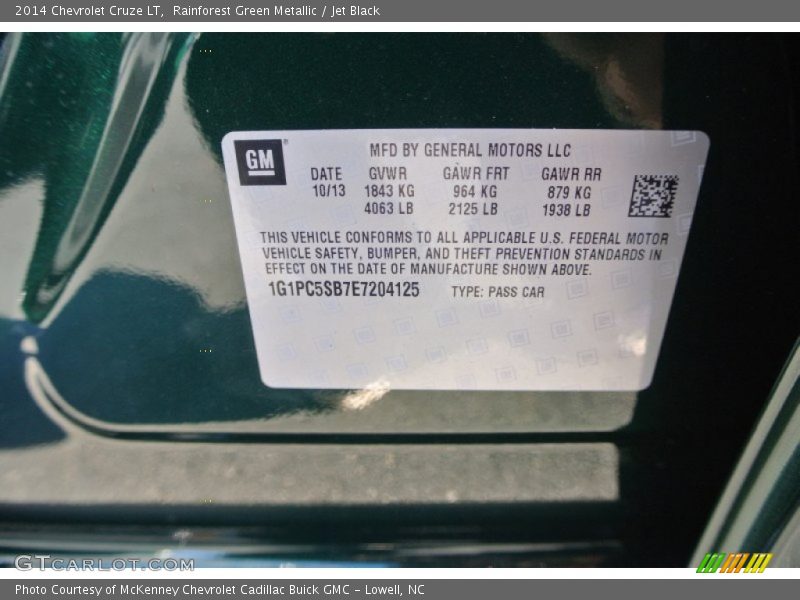 2014 Chevrolet Cruze LT,  Rainforest Green Metallic / Jet Black
GM
MFD BY GENERAL MOTORS LLC
DATE GVWR GAWR FRT GAWR RR
10/13 1843 KG 964 KG 879 KG
4063 LB 2125 LB 1938 LB
THIS VEHICLE CONFORMS TO ALL APPLICABLE U.S. FEDERAL MOTOR
VEHICLE SAFETY, BUMPER, AND THEFT PREVENTION STANDARDS IN
EFFECT ON THE DATE OF MANUFACTURE SHOWN ABOVE.
1G1PC5SB7E7204125 TYPE: PASS CAR
GTCARLOT.COM
Photo Courtesy of McKenney Chevrolet Cadillac Buick GMC – Lowell, NC